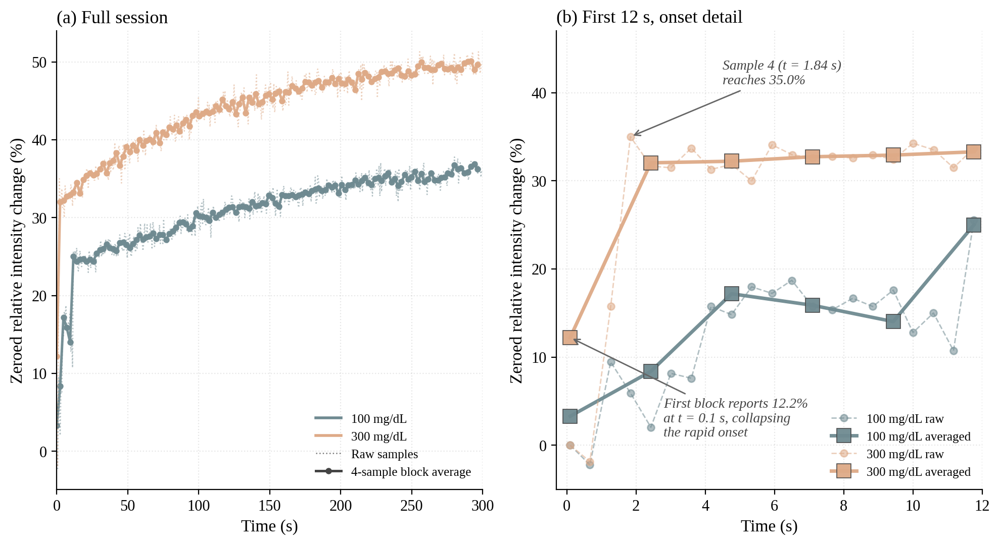 (a) Full session
Zeroed relative intensity change (%)
50
40
30
20
10
0
100 mg/dL
300 mg/dL
Raw samples
4-sample block average
0 50 100 150 200 250 300
Time (s)
(b) First 12 s, onset detail
Zeroed relative intensity change (%)
40
30
20
10
0
Sample 4 (t = 1.84 s)
reaches 35.0%
First block reports 12.2%
at t = 0.1 s, collapsing
the rapid onset
100 mg/dL raw
100 mg/dL averaged
300 mg/dL raw
300 mg/dL averaged
0 2 4 6 8 10 12
Time (s)